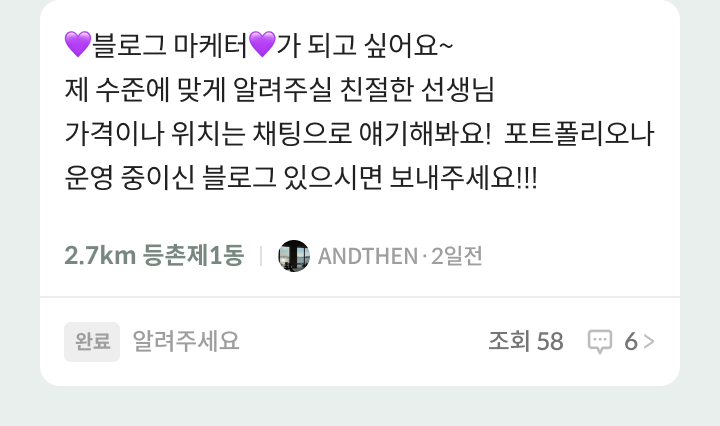 💜블로그 마케터💜가 되고 싶어요~
제 수준에 맞게 알려주실 친절한 선생님
가격이나 위치는 채팅으로 얘기해봐요! 포트폴리오나
운영 중이신 블로그 있으시면 보내주세요!!!
2.7km 등촌제1동 | ANDTHEN · 2일전
완료 알려주세요 조회 58 6 >